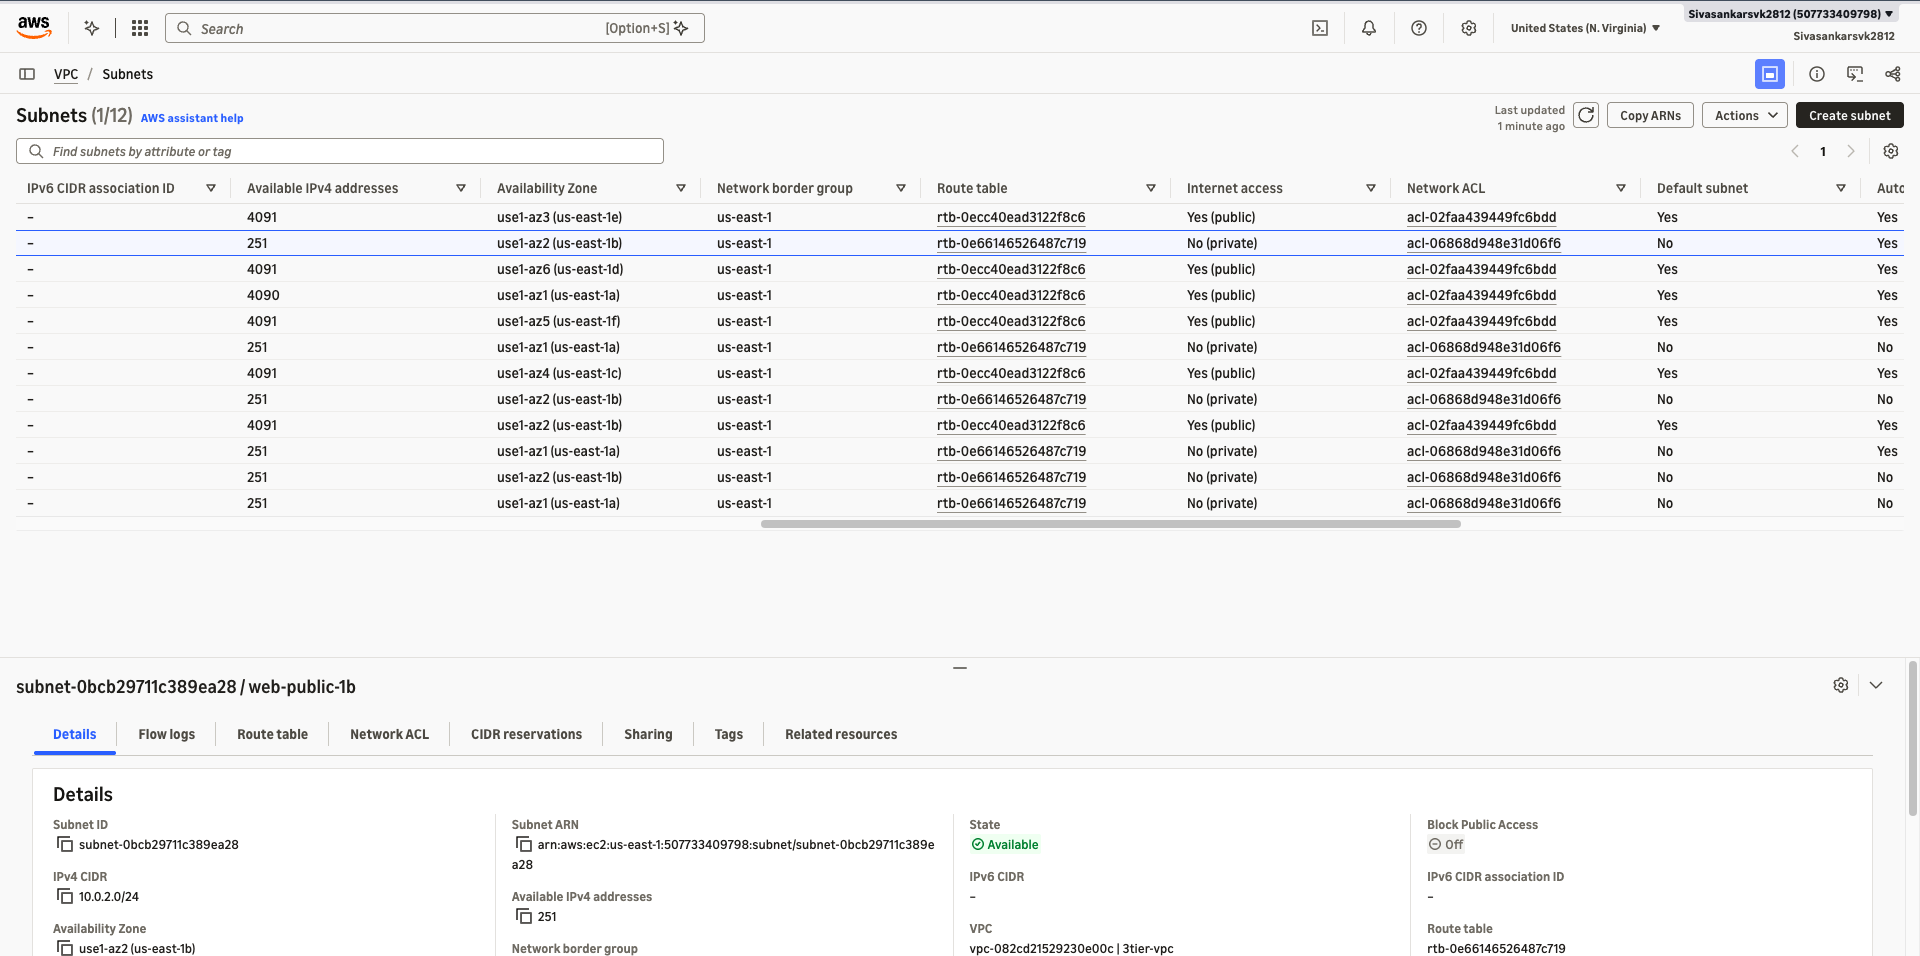 aws
Search
[Option+S]
United States (N. Virginia)
Sivasankarsvk2812 (507733409798)
Sivasankarsvk2812
VPC / Subnets
Subnets (1/12) AWS assistant help
Last updated
1 minute ago
Copy ARNs
Actions
Create subnet
Find subnets by attribute or tag
1
IPv6 CIDR association ID Available IPv4 addresses Availability Zone Network border group Route table Internet access Network ACL Default subnet Auto
– 4091 use1-az3 (us-east-1e) us-east-1 rtb-0ecc40ead3122f8c6 Yes (public) acl-02faa439449fc6bdd Yes Yes
– 251 use1-az2 (us-east-1b) us-east-1 rtb-0e66146526487c719 No (private) acl-06868d948e31d06f6 No Yes
– 4091 use1-az6 (us-east-1d) us-east-1 rtb-0ecc40ead3122f8c6 Yes (public) acl-02faa439449fc6bdd Yes Yes
– 4090 use1-az1 (us-east-1a) us-east-1 rtb-0ecc40ead3122f8c6 Yes (public) acl-02faa439449fc6bdd Yes Yes
– 4091 use1-az5 (us-east-1f) us-east-1 rtb-0ecc40ead3122f8c6 Yes (public) acl-02faa439449fc6bdd Yes Yes
– 251 use1-az1 (us-east-1a) us-east-1 rtb-0e66146526487c719 No (private) acl-06868d948e31d06f6 No No
– 4091 use1-az4 (us-east-1c) us-east-1 rtb-0ecc40ead3122f8c6 Yes (public) acl-02faa439449fc6bdd Yes Yes
– 251 use1-az2 (us-east-1b) us-east-1 rtb-0e66146526487c719 No (private) acl-06868d948e31d06f6 No No
– 4091 use1-az2 (us-east-1b) us-east-1 rtb-0ecc40ead3122f8c6 Yes (public) acl-02faa439449fc6bdd Yes Yes
– 251 use1-az1 (us-east-1a) us-east-1 rtb-0e66146526487c719 No (private) acl-06868d948e31d06f6 No Yes
– 251 use1-az2 (us-east-1b) us-east-1 rtb-0e66146526487c719 No (private) acl-06868d948e31d06f6 No No
– 251 use1-az1 (us-east-1a) us-east-1 rtb-0e66146526487c719 No (private) acl-06868d948e31d06f6 No No
subnet-0bcb29711c389ea28 / web-public-1b
Details Flow logs Route table Network ACL CIDR reservations Sharing Tags Related resources
Details
Subnet ID
subnet-0bcb29711c389ea28
IPv4 CIDR
10.0.2.0/24
Availability Zone
use1-az2 (us-east-1b)
Subnet ARN
arn:aws:ec2:us-east-1:507733409798:subnet/subnet-0bcb29711c389e
a28
Available IPv4 addresses
251
Network border group
State
Available
IPv6 CIDR
–
VPC
vpc-082cd21529230e00c | 3tier-vpc
Block Public Access
Off
IPv6 CIDR association ID
–
Route table
rtb-0e66146526487c719